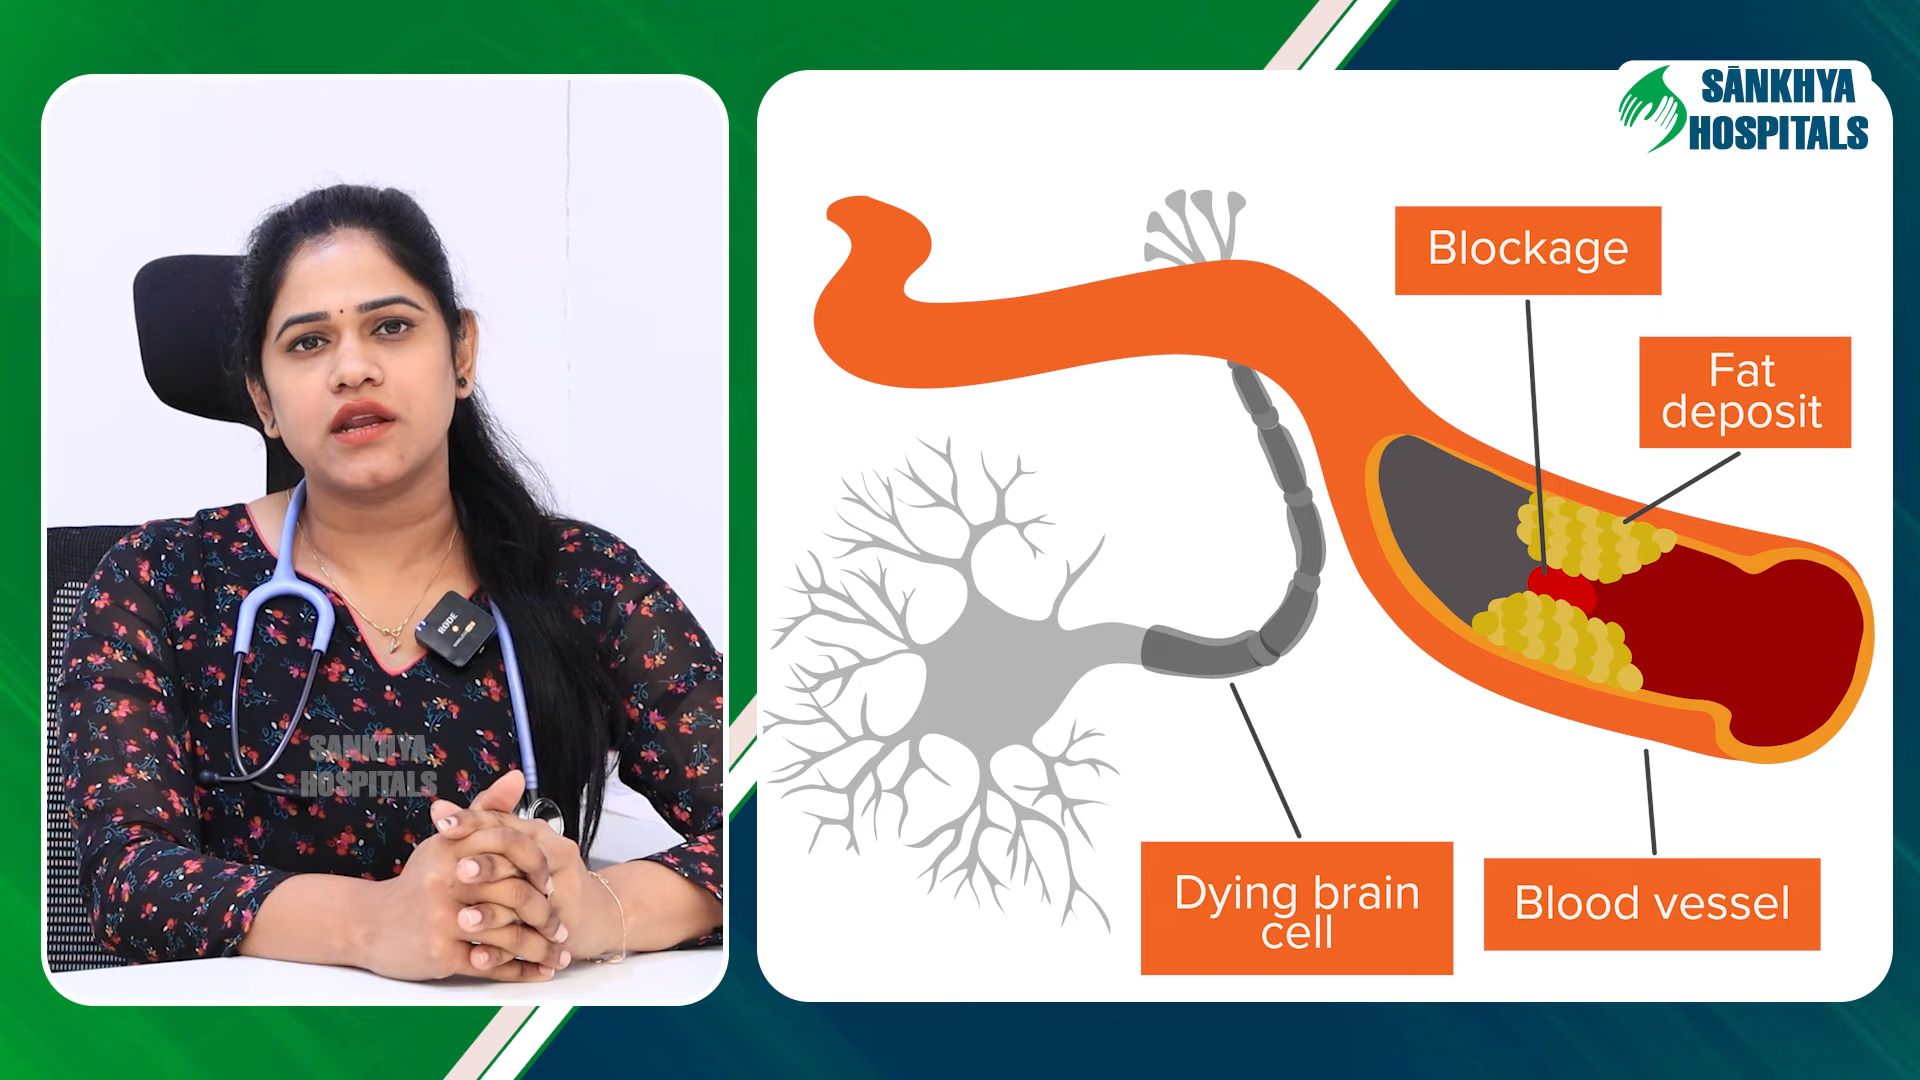 SĀNKHYA
HOSPITALS
Blockage
Fat
deposit
Dying brain
cell
Blood vessel
RODE
SANKHYA
HOSPITALS